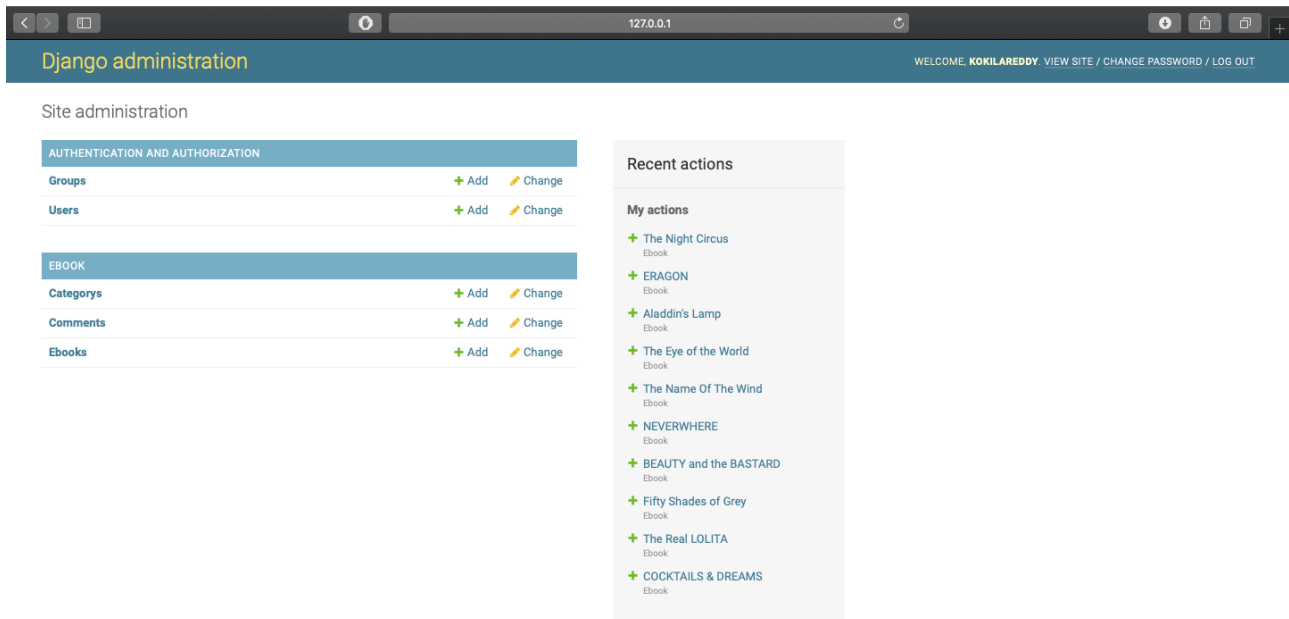 127.0.0.1
Django administration
WELCOME, KOKILAREDDY. VIEW SITE / CHANGE PASSWORD / LOG OUT
Site administration
AUTHENTICATION AND AUTHORIZATION
Groups + Add Change
Users + Add Change
EBOOK
Categorys + Add Change
Comments + Add Change
Ebooks + Add Change
Recent actions
My actions
+ The Night Circus
Ebook
+ ERAGON
Ebook
+ Aladdin's Lamp
Ebook
+ The Eye of the World
Ebook
+ The Name Of The Wind
Ebook
+ NEVERWHERE
Ebook
+ BEAUTY and the BASTARD
Ebook
+ Fifty Shades of Grey
Ebook
+ The Real LOLITA
Ebook
+ COCKTAILS & DREAMS
Ebook